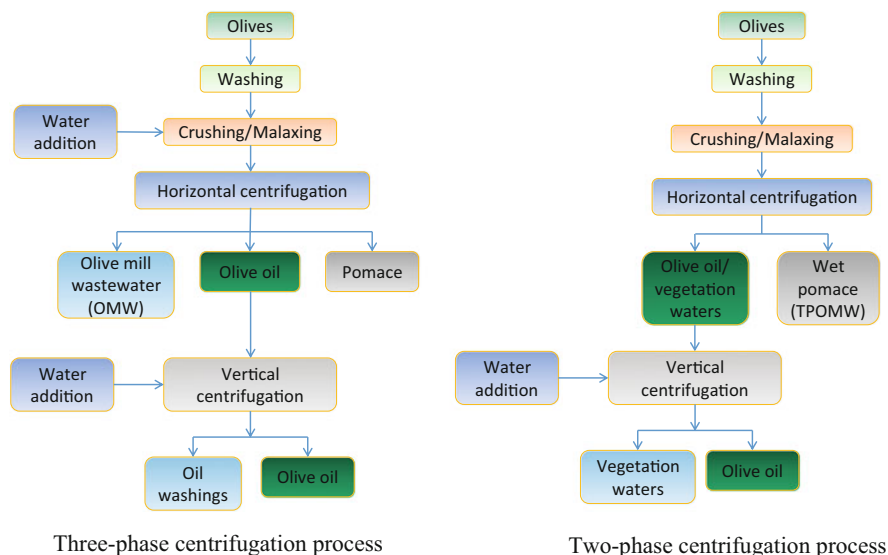 Olives
Washing
Water
addition
Crushing/Malaxing
Horizontal centrifugation
Olive mill
wastewater
(OMW)
Olive oil
Pomace
Water
addition
Vertical
centrifugation
Oil
washings
Olive oil
Three-phase centrifugation process
Olives
Washing
Crushing/Malaxing
Horizontal centrifugation
Olive oil/
vegetation
waters
Wet
pomace
(TPOMW)
Water
addition
Vertical
centrifugation
Vegetation
waters
Olive oil
Two-phase centrifugation process